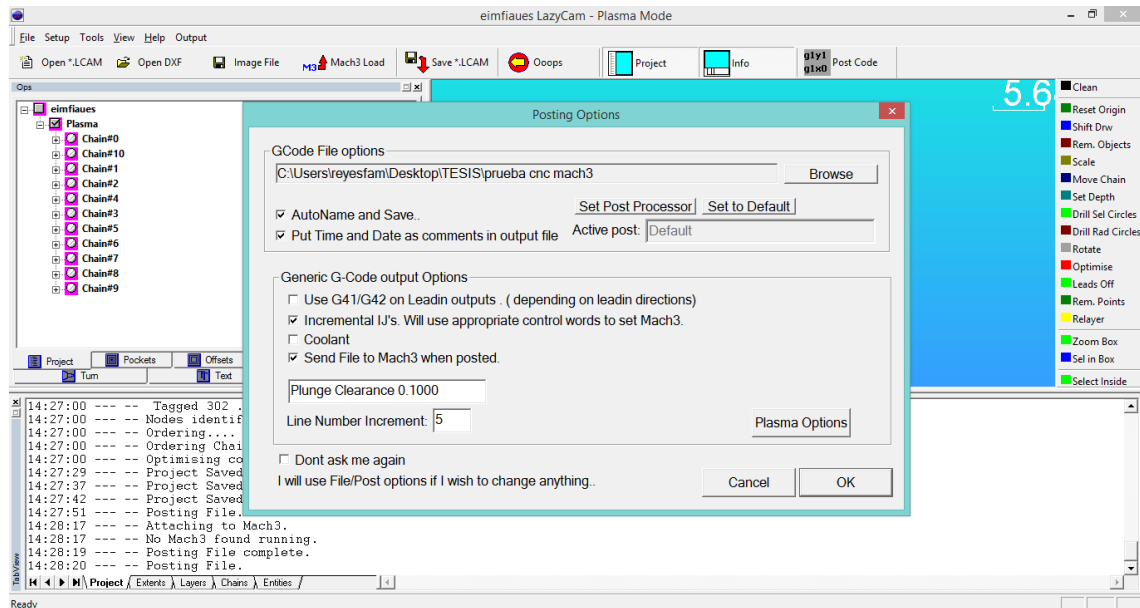 eimfiaues LazyCam - Plasma Mode
File Setup Tools View Help Output
Open *.LCAM Open DXF Image File M3 Mach3 Load Save *.LCAM Ooops Project Info g1y1 g1x0 Post Code
Ops
eimfiaues
Plasma
Chain#0
Chain#10
Chain#1
Chain#2
Chain#4
Chain#3
Chain#5
Chain#6
Chain#7
Chain#8
Chain#9
Project Pockets Offsets
Turn Text
5.6
Posting Options
GCode File options
C:\Users\reyesfam\Desktop\TESIS\prueba cnc mach3 Browse
AutoName and Save.. Set Post Processor Set to Default
Put Time and Date as comments in output file Active post: Default
Generic G-Code output Options
Use G41/G42 on Leadin outputs . ( depending on leadin directions)
Incremental IJ's. Will use appropriate control words to set Mach3.
Coolant
Send File to Mach3 when posted.
Plunge Clearance 0.1000
Line Number Increment: 5 Plasma Options
Dont ask me again
I will use File/Post options if I wish to change anything.. Cancel OK
Clean
Reset Origin
Shift Drw
Rem. Objects
Scale
Move Chain
Set Depth
Drill Sel Circles
Drill Rad Circles
Rotate
Optimise
Leads Off
Rem. Points
Relayer
Zoom Box
Sel in Box
Select Inside
14:27:00 --- -- Tagged 302 .
14:27:00 --- -- Nodes identif
14:27:00 --- -- Ordering....
14:27:00 --- -- Ordering Chai
14:27:00 --- -- Optimising co
14:27:29 --- -- Project Saved
14:27:37 --- -- Project Saved
14:27:42 --- -- Project Saved
14:27:51 --- -- Posting File.
14:28:17 --- -- Attaching to Mach3.
14:28:17 --- -- No Mach3 found running.
14:28:19 --- -- Posting File complete.
14:28:20 --- -- Posting File.
TabView
Project Extents Layers Chains Entities
Ready